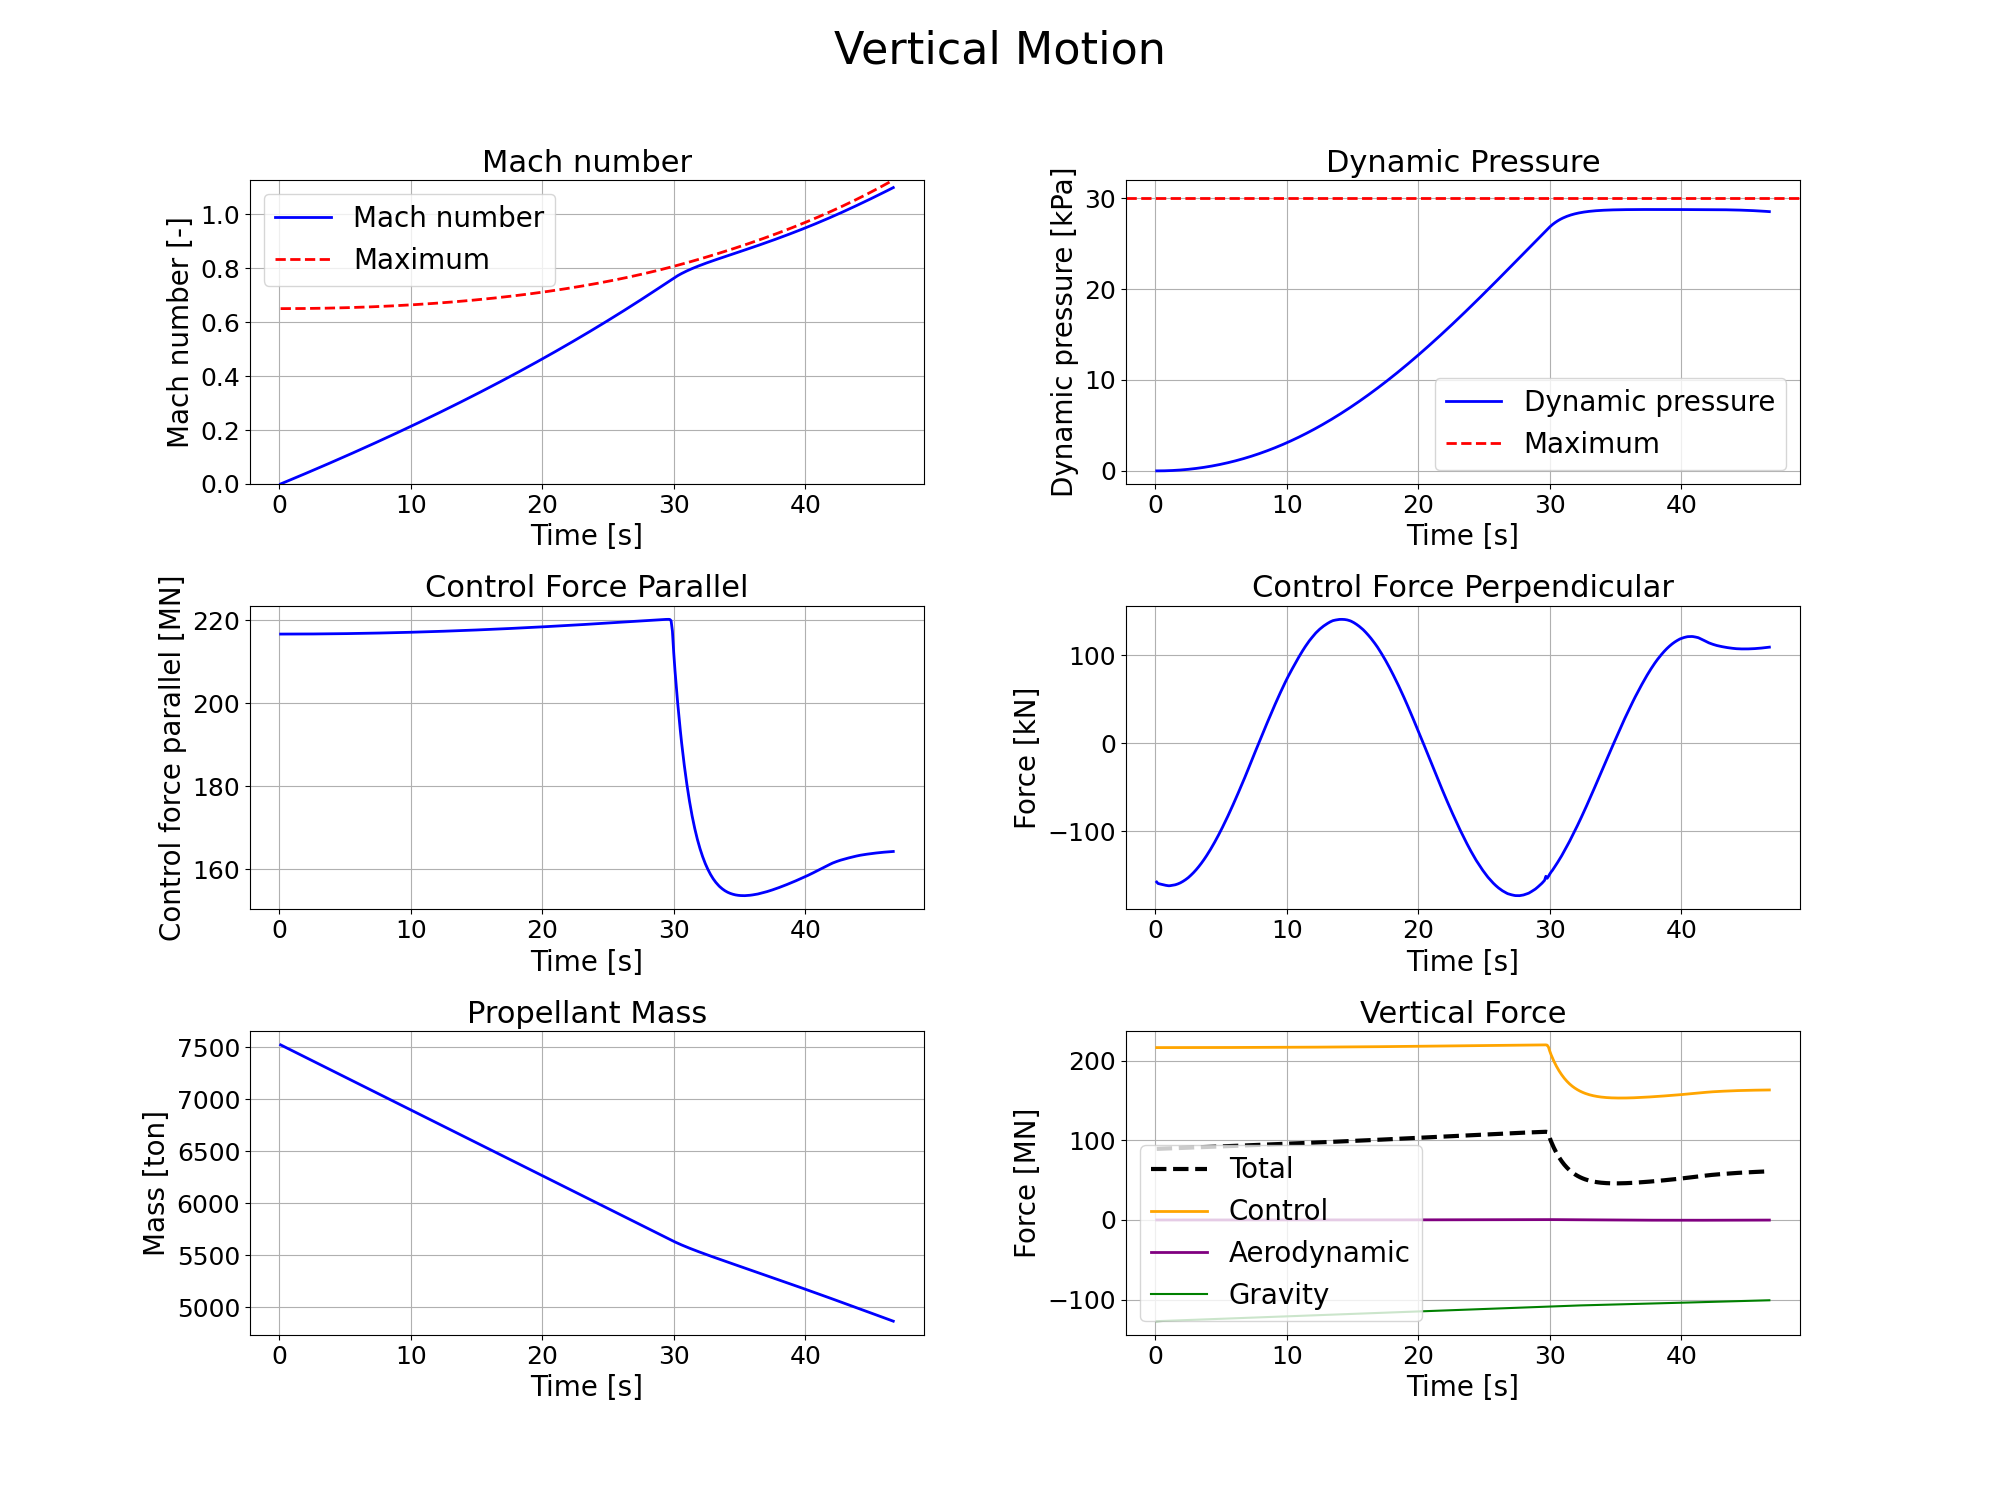 Vertical Motion
Mach number
Mach number [-]
1.0
0.8
0.6
0.4
0.2
0.0
Mach number
Maximum
0 10 20 30 40
Time [s]
Dynamic Pressure
Dynamic pressure [kPa]
30
20
10
0
Dynamic pressure
Maximum
0 10 20 30 40
Time [s]
Control Force Parallel
Control force parallel [MN]
220
200
180
160
0 10 20 30 40
Time [s]
Control Force Perpendicular
Force [kN]
100
0
−100
0 10 20 30 40
Time [s]
Propellant Mass
Mass [ton]
7500
7000
6500
6000
5500
5000
0 10 20 30 40
Time [s]
Vertical Force
Force [MN]
200
100
0
−100
Total
Control
Aerodynamic
Gravity
0 10 20 30 40
Time [s]